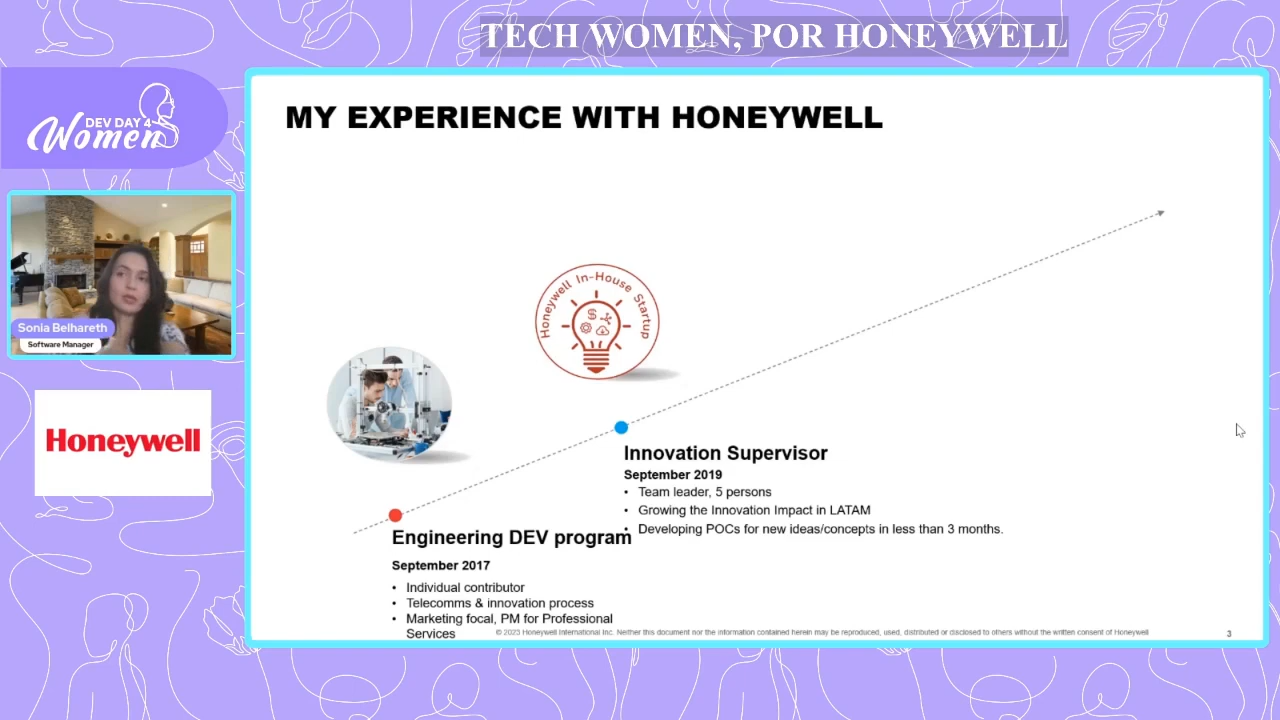 TECH WOMEN, POR HONEYWELL
DEV DAY 4
Women
Sonia Belhareth
Software Manager
Honeywell
MY EXPERIENCE WITH HONEYWELL
Honeywell In-House Startup
Innovation Supervisor
September 2019
• Team leader, 5 persons
• Growing the Innovation Impact in LATAM
• Developing POCs for new ideas/concepts in less than 3 months.
Engineering DEV program
September 2017
• Individual contributor
• Telecomms & innovation process
• Marketing focal, PM for Professional
Services
© 2023 Honeywell International Inc. Neither this document nor the information contained herein may be reproduced, used, distributed or disclosed to others without the written consent of Honeywell
3